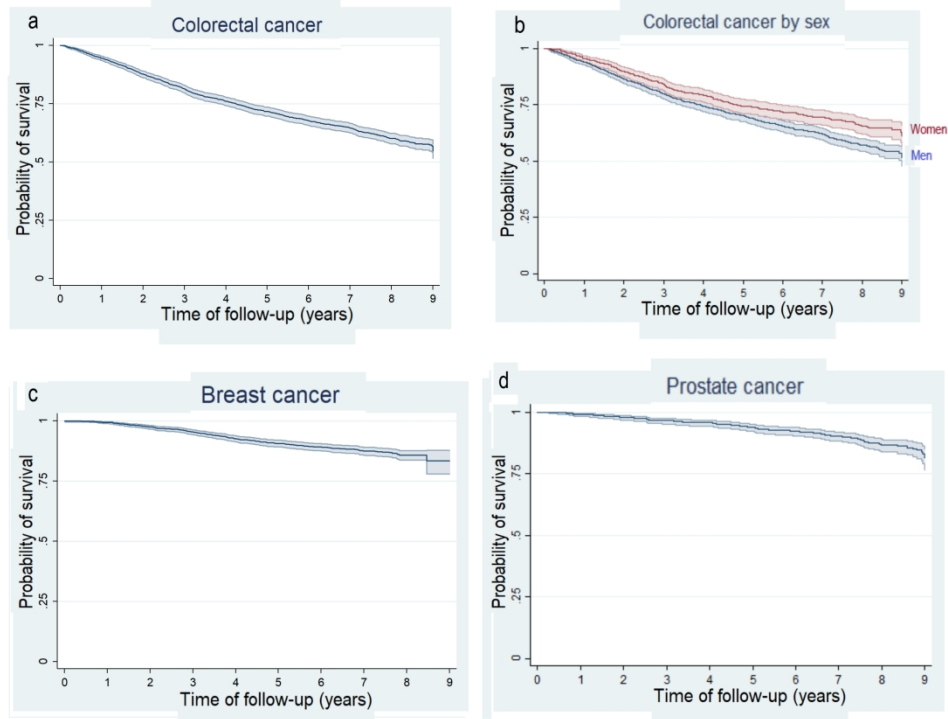 a
Colorectal cancer
Probability of survival
1
.75
.5
.25
0
0 1 2 3 4 5 6 7 8 9
Time of follow-up (years)
b
Colorectal cancer by sex
Probability of survival
1
.75
.5
.25
0
Women
Men
0 1 2 3 4 5 6 7 8 9
Time of follow-up (years)
c
Breast cancer
Probability of survival
1
.75
.5
.25
0
0 1 2 3 4 5 6 7 8 9
Time of follow-up (years)
d
Prostate cancer
Probability of survival
1
.75
.5
.25
0
0 1 2 3 4 5 6 7 8 9
Time of follow-up (years)